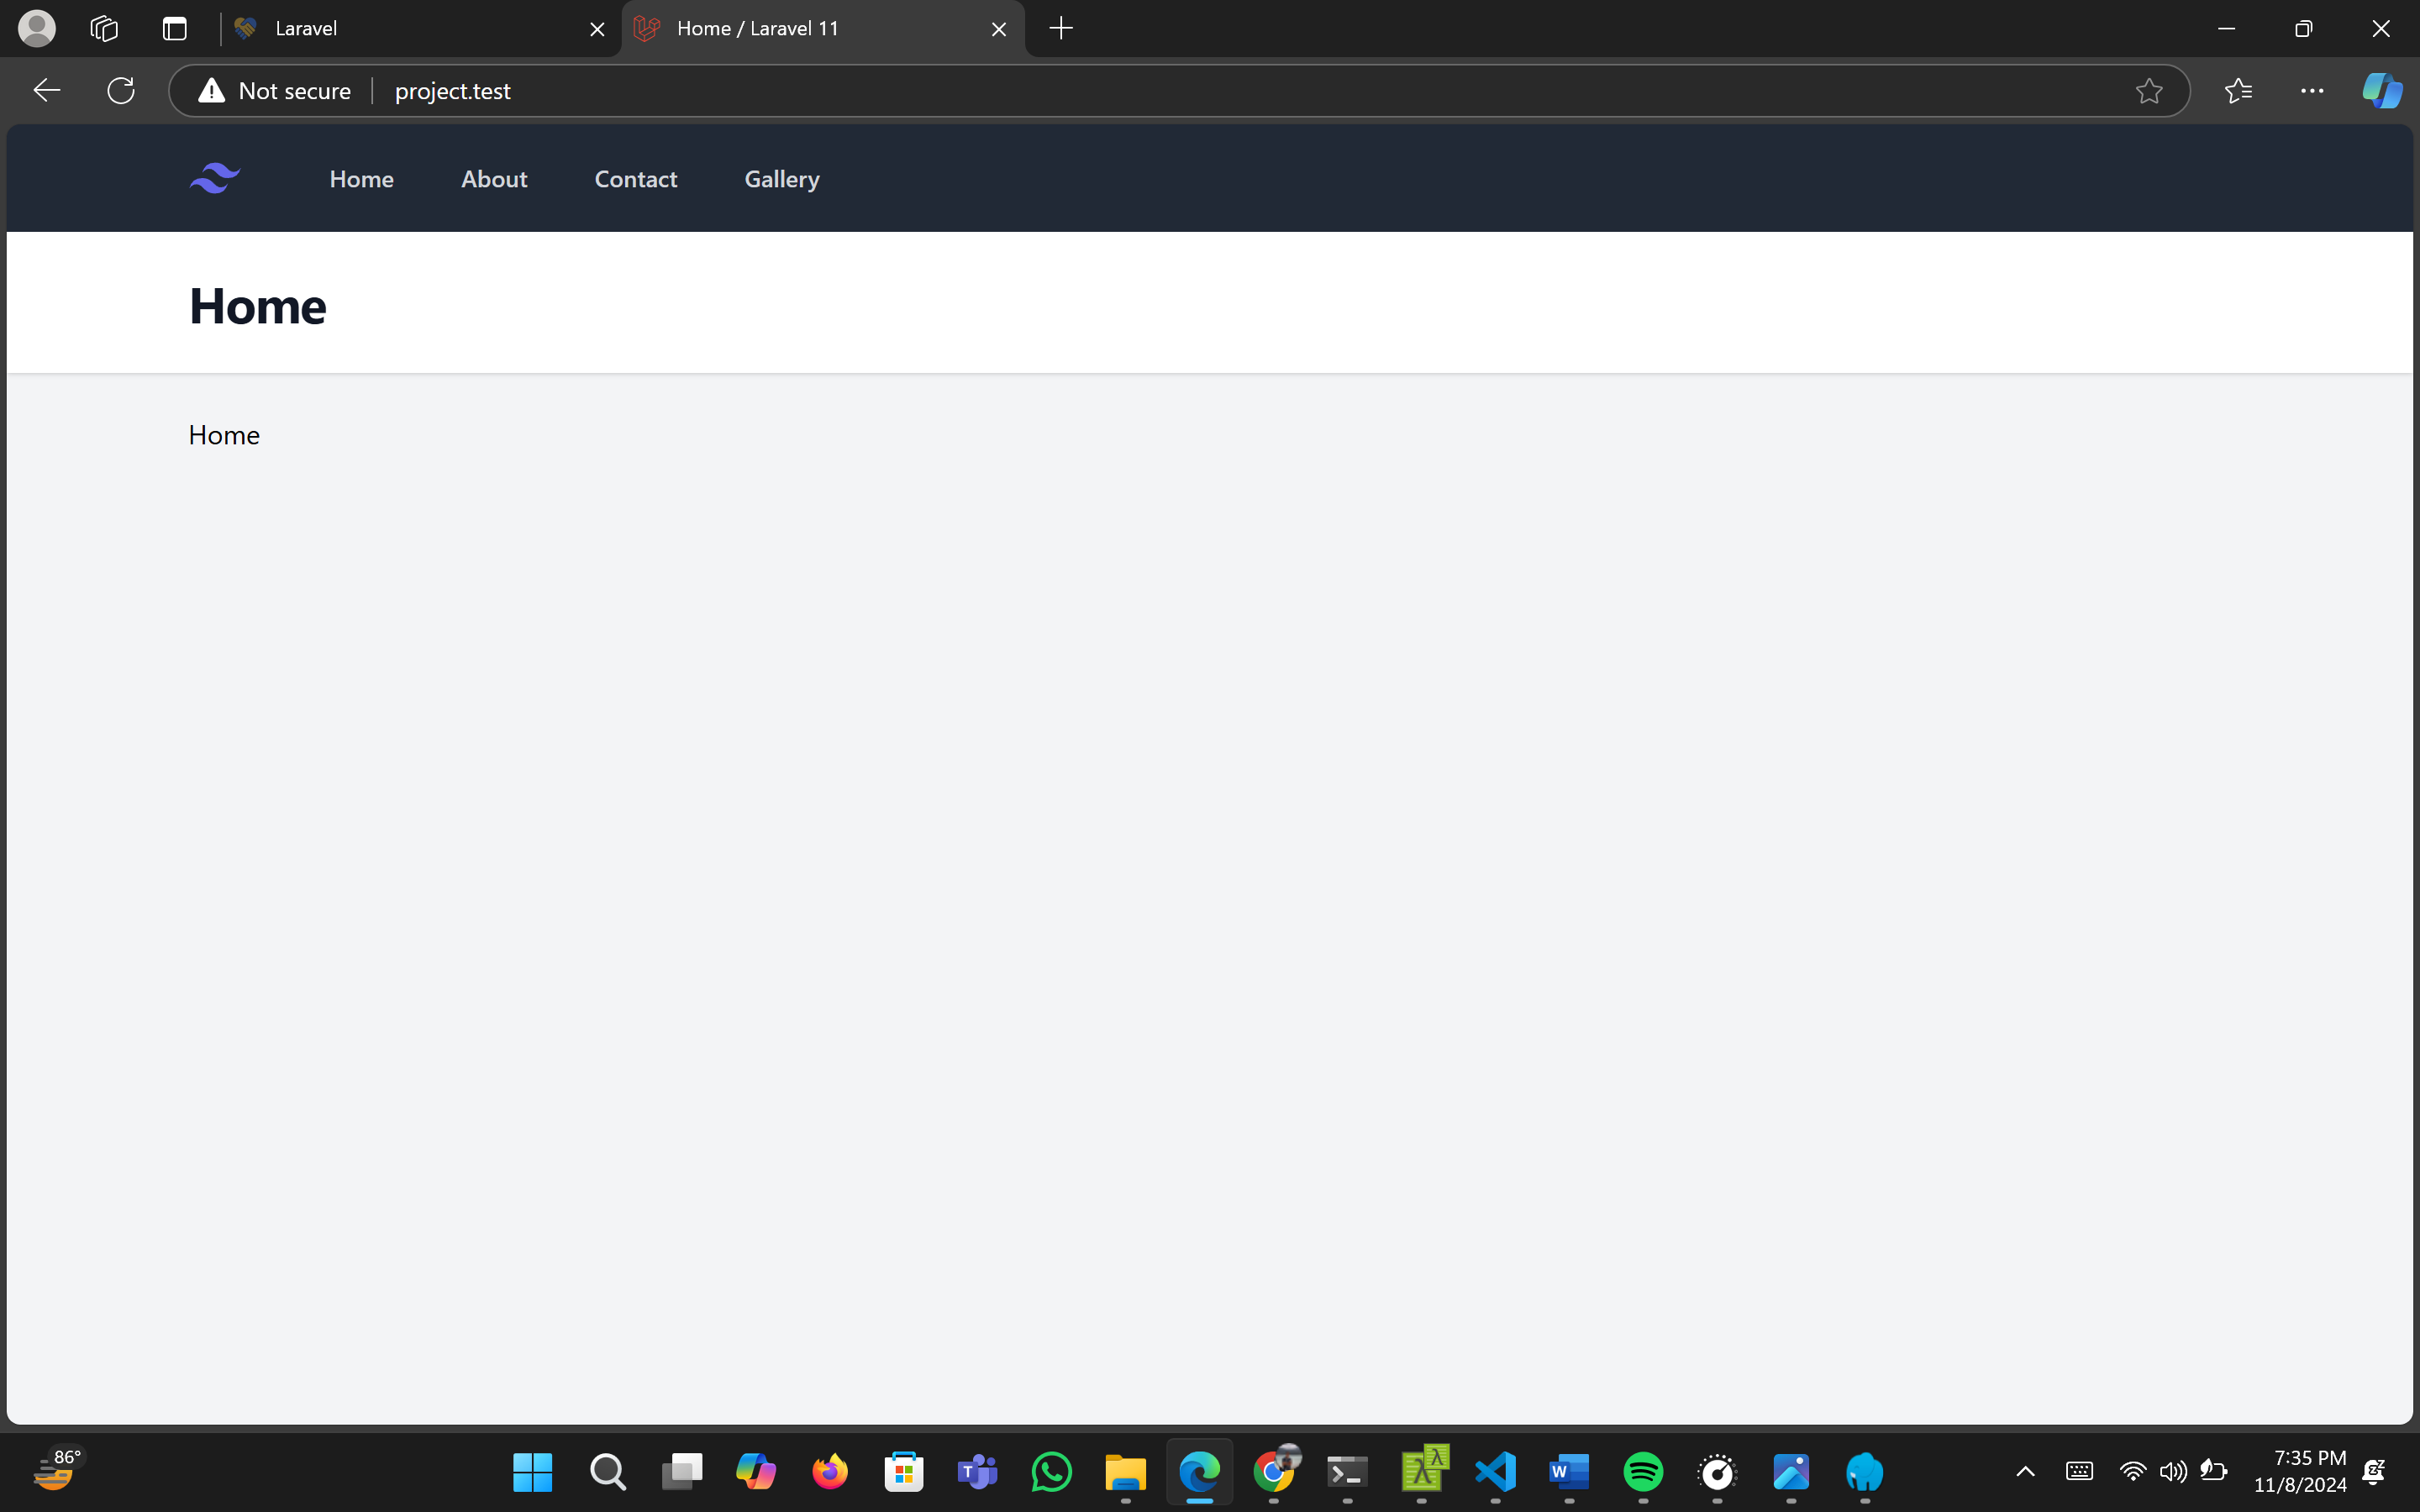 Laravel
Home / Laravel 11
Not secure
project.test
Home
About
Contact
Gallery
Home
Home
86°
7:35 PM
11/8/2024